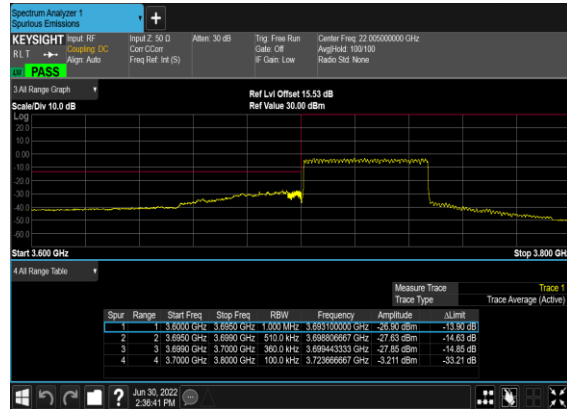 Spectrum Analyzer 1
Spurious Emissions
KEYSIGHT Input: RF Input Z: 50 Ω Atten: 30 dB Trig: Free Run Center Freq: 22.005000000 GHz
RLT Coupling: DC Corr CCorr Gate: Off Avg|Hold: 100/100
Align: Auto Freq Ref: Int (S) IF Gain: Low Radio Std: None
PASS
3 All Range Graph
Ref Lvl Offset 15.53 dB
Scale/Div 10.0 dB Ref Value 30.00 dBm
Log
20.0
10.0
0.00
-10.0
-20.0
-30.0
-40.0
-50.0
-60.0
Start 3.600 GHz Stop 3.800 GHz
4 All Range Table
Measure Trace Trace 1
Trace Type Trace Average (Active)
Spur Range Start Freq Stop Freq RBW Frequency Amplitude ΔLimit
1 1 3.6000 GHz 3.6950 GHz 1.000 MHz 3.693100000 GHz -26.90 dBm -13.90 dB
2 2 3.6950 GHz 3.6990 GHz 510.0 kHz 3.698806667 GHz -27.63 dBm -14.63 dB
3 3 3.6990 GHz 3.7000 GHz 360.0 kHz 3.699443333 GHz -27.85 dBm -14.85 dB
4 4 3.7000 GHz 3.8000 GHz 100.0 kHz 3.723666667 GHz -3.211 dBm -33.21 dB
Jun 30, 2022
2:36:41 PM